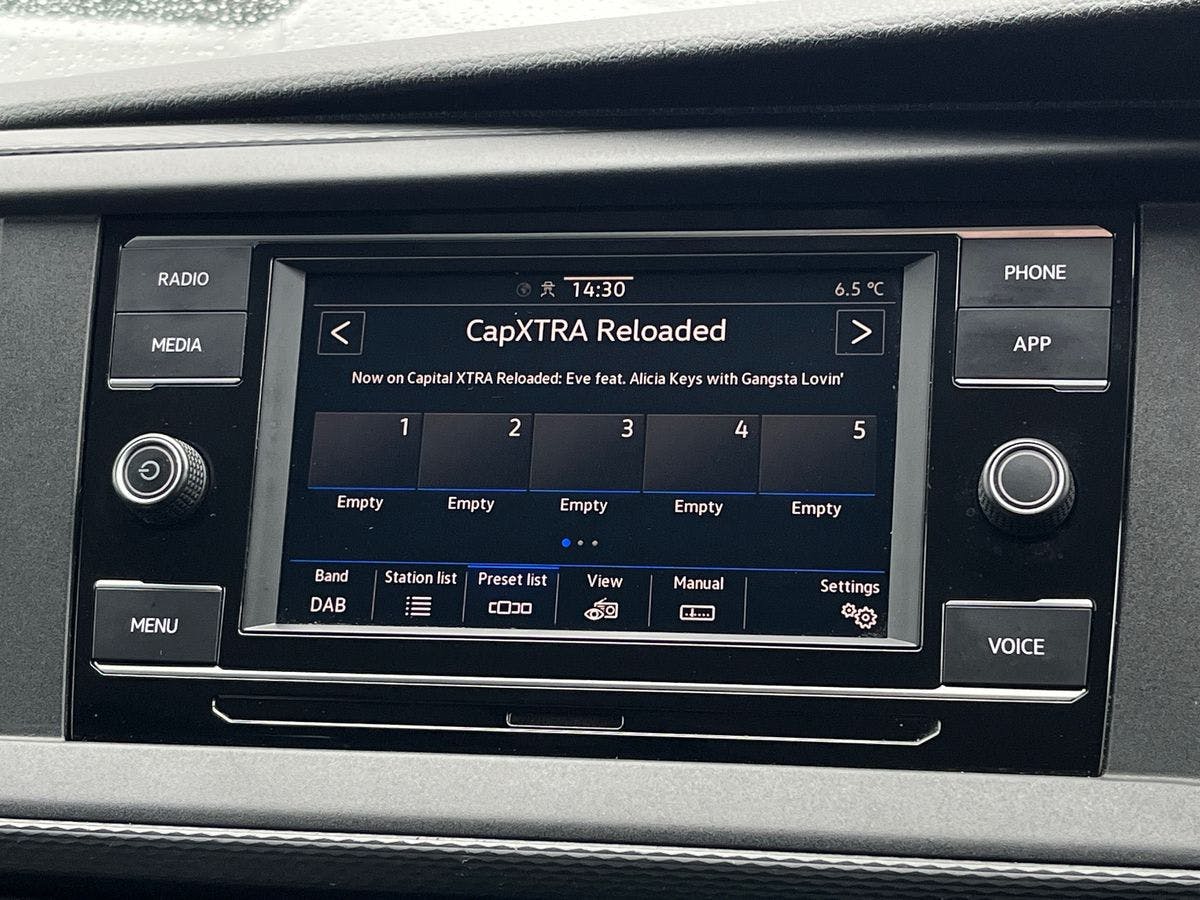 RADIO
MEDIA
MENU
PHONE
APP
VOICE
14:30
6.5 °C
<
CapXTRA Reloaded
>
Now on Capital XTRA Reloaded: Eve feat. Alicia Keys with Gangsta Lovin'
1 2 3 4 5
Empty Empty Empty Empty Empty
Band Station list Preset list View Manual Settings
DAB